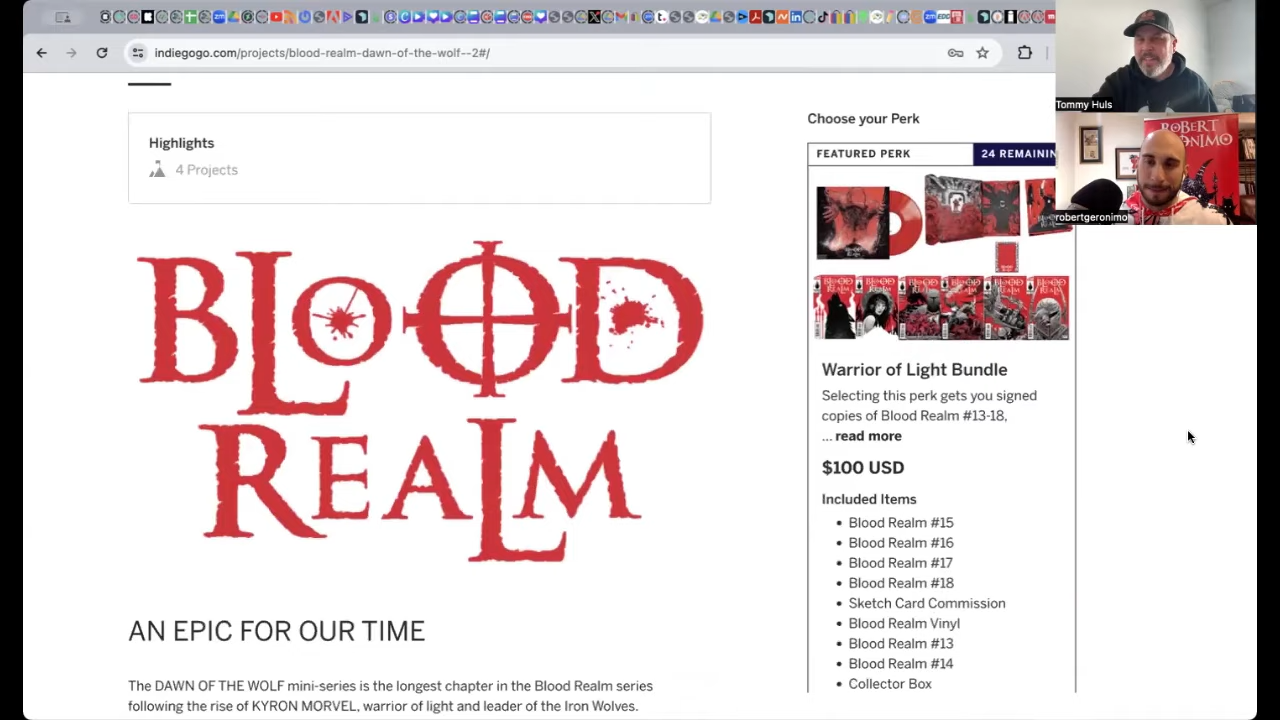 indiegogo.com/projects/blood-realm-dawn-of-the-wolf--2#/
Tommy Huls
ROBERT
robertgeronimo
Highlights
4 Projects
BLOOD
REALM
AN EPIC FOR OUR TIME
The DAWN OF THE WOLF mini-series is the longest chapter in the Blood Realm series
following the rise of KYRON MORVEL, warrior of light and leader of the Iron Wolves.
Choose your Perk
FEATURED PERK
24 REMAININ
Warrior of Light Bundle
Selecting this perk gets you signed
copies of Blood Realm #13-18,
... read more
$100 USD
Included Items
Blood Realm #15
Blood Realm #16
Blood Realm #17
Blood Realm #18
Sketch Card Commission
Blood Realm Vinyl
Blood Realm #13
Blood Realm #14
Collector Box